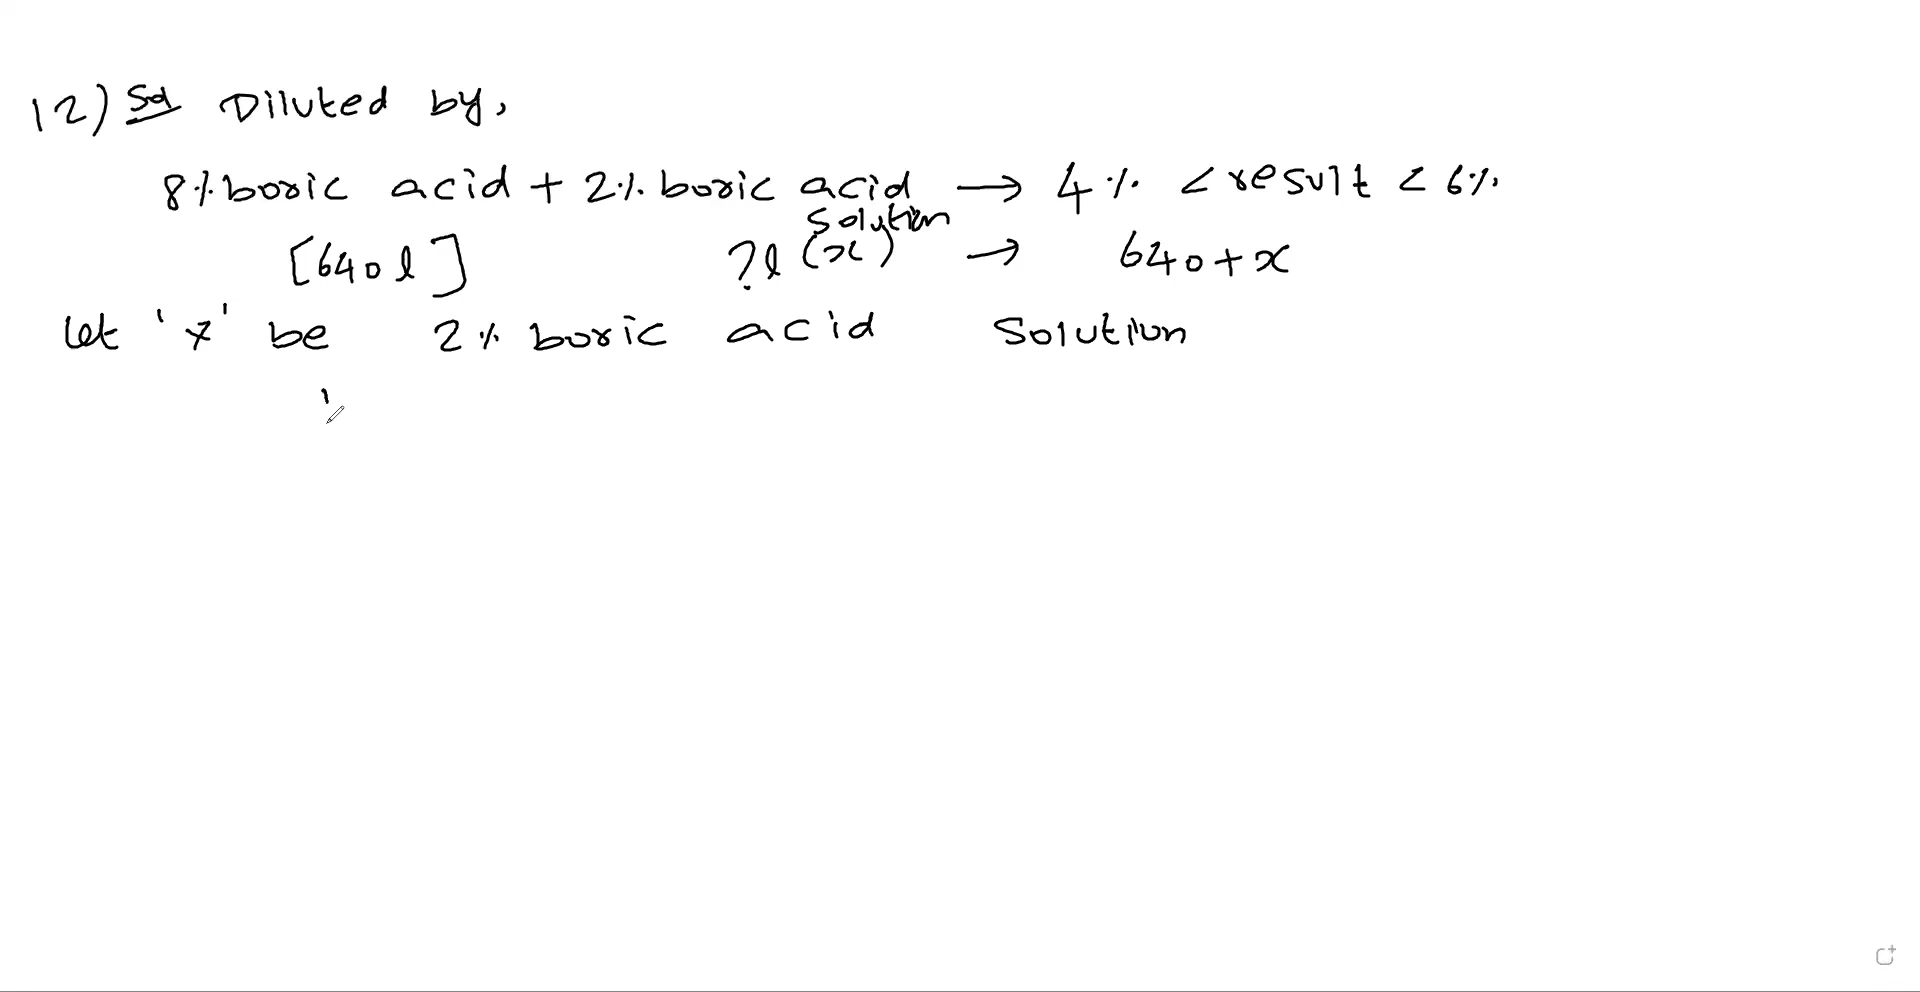 12) Sol Diluted by,
8% boric acid + 2% boric acid solution → 4% < result < 6%
[640 l] ? l (x) → 640 + x
let 'x' be 2% boric acid solution